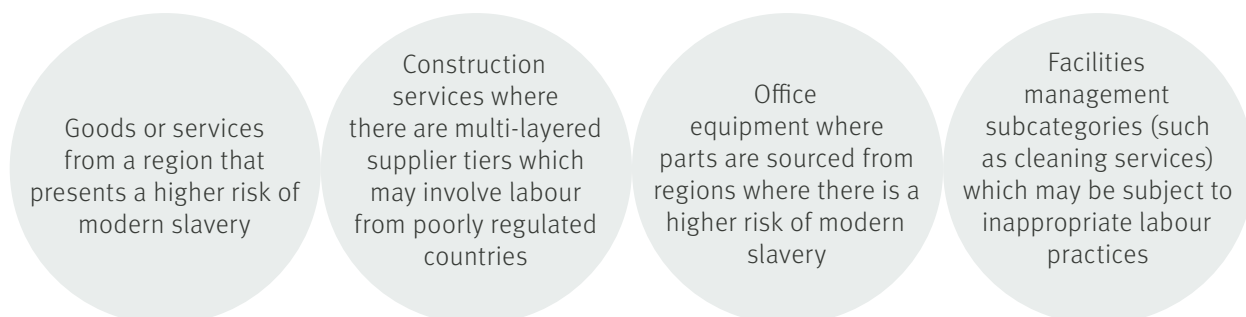 Goods or services
from a region that
presents a higher risk of
modern slavery
Construction
services where
there are multi-layered
supplier tiers which
may involve labour
from poorly regulated
countries
Office
equipment where
parts are sourced from
regions where there is a
higher risk of modern
slavery
Facilities
management
subcategories (such
as cleaning services)
which may be subject to
inappropriate labour
practices